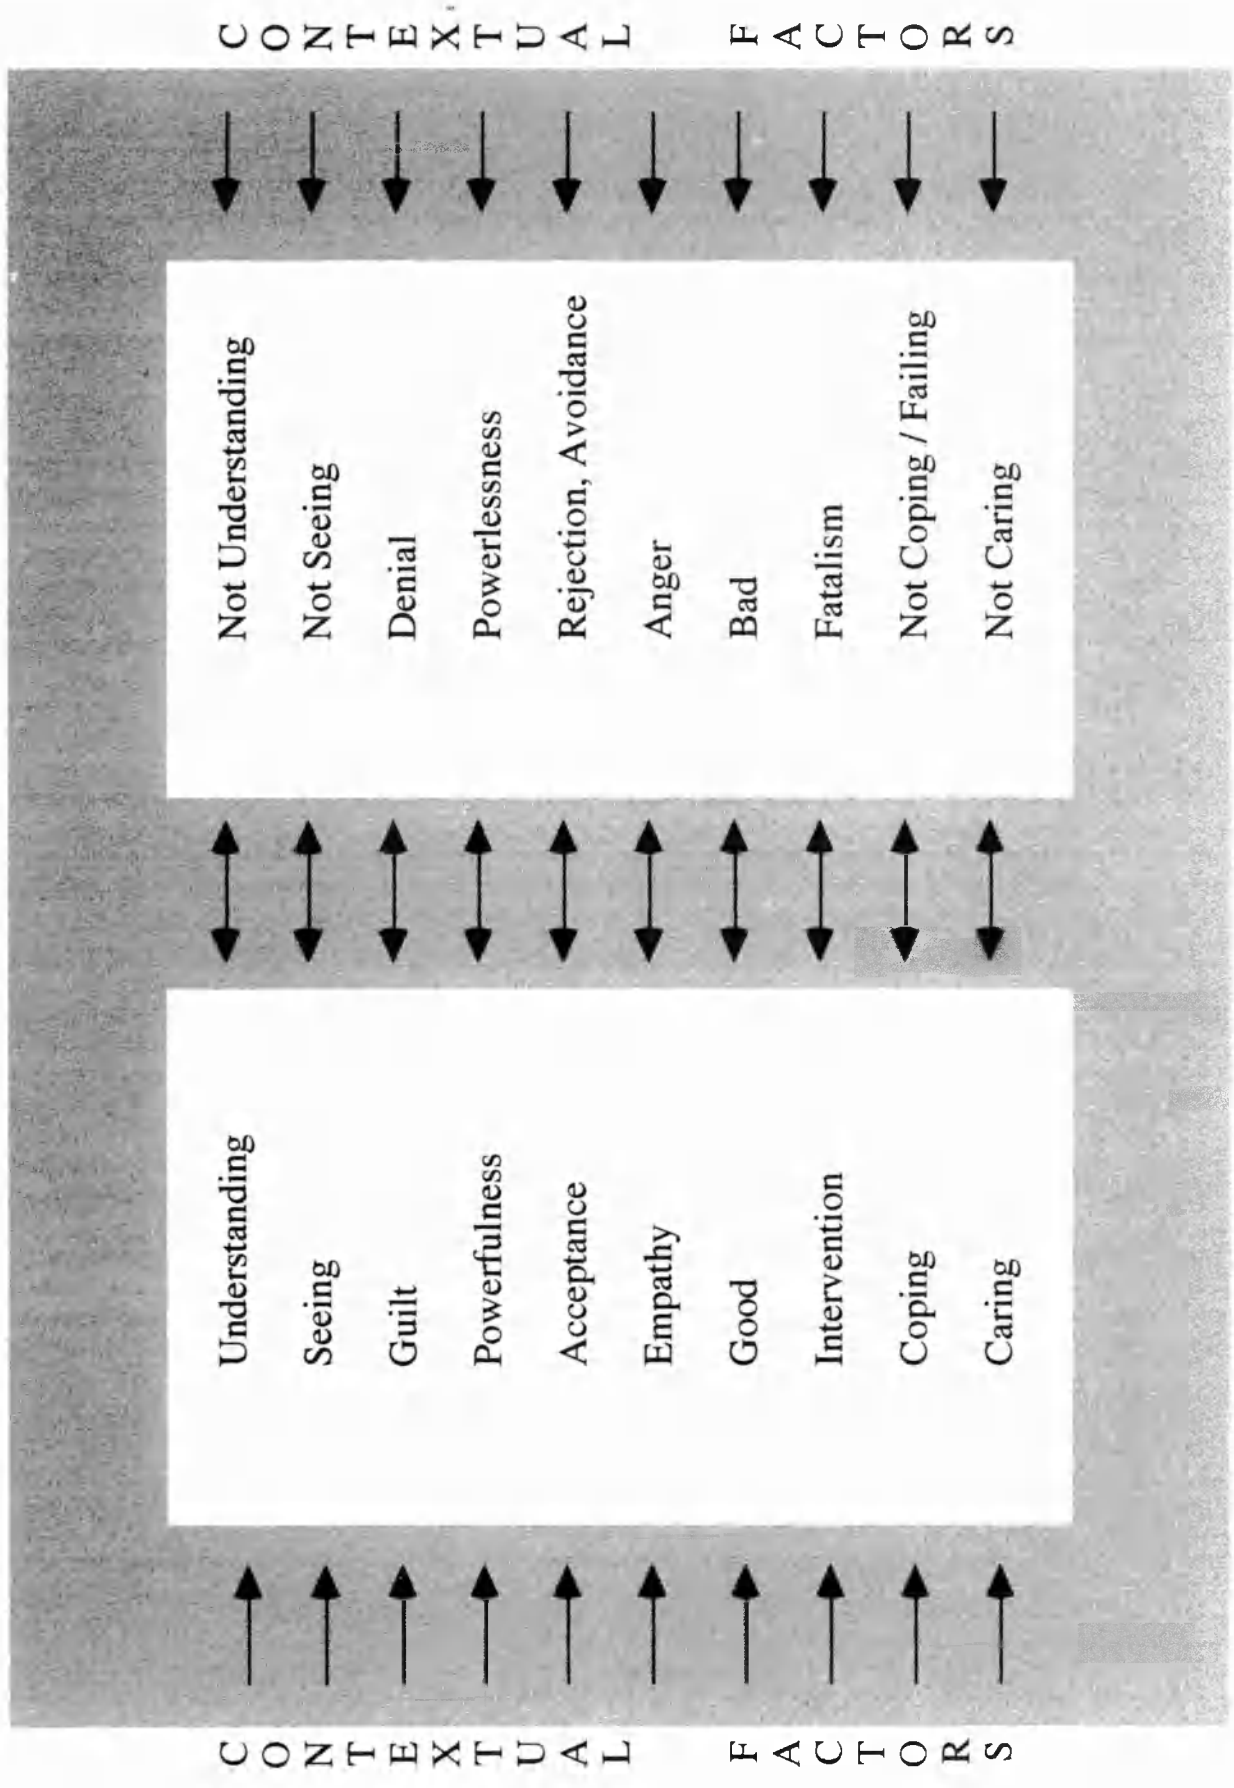 CONTEXTUAL FACTORS
Understanding
Seeing
Guilt
Powerfulness
Acceptance
Empathy
Good
Intervention
Coping
Caring
Not Understanding
Not Seeing
Denial
Powerlessness
Rejection, Avoidance
Anger
Bad
Fatalism
Not Coping / Failing
Not Caring
CONTEXTUAL FACTORS